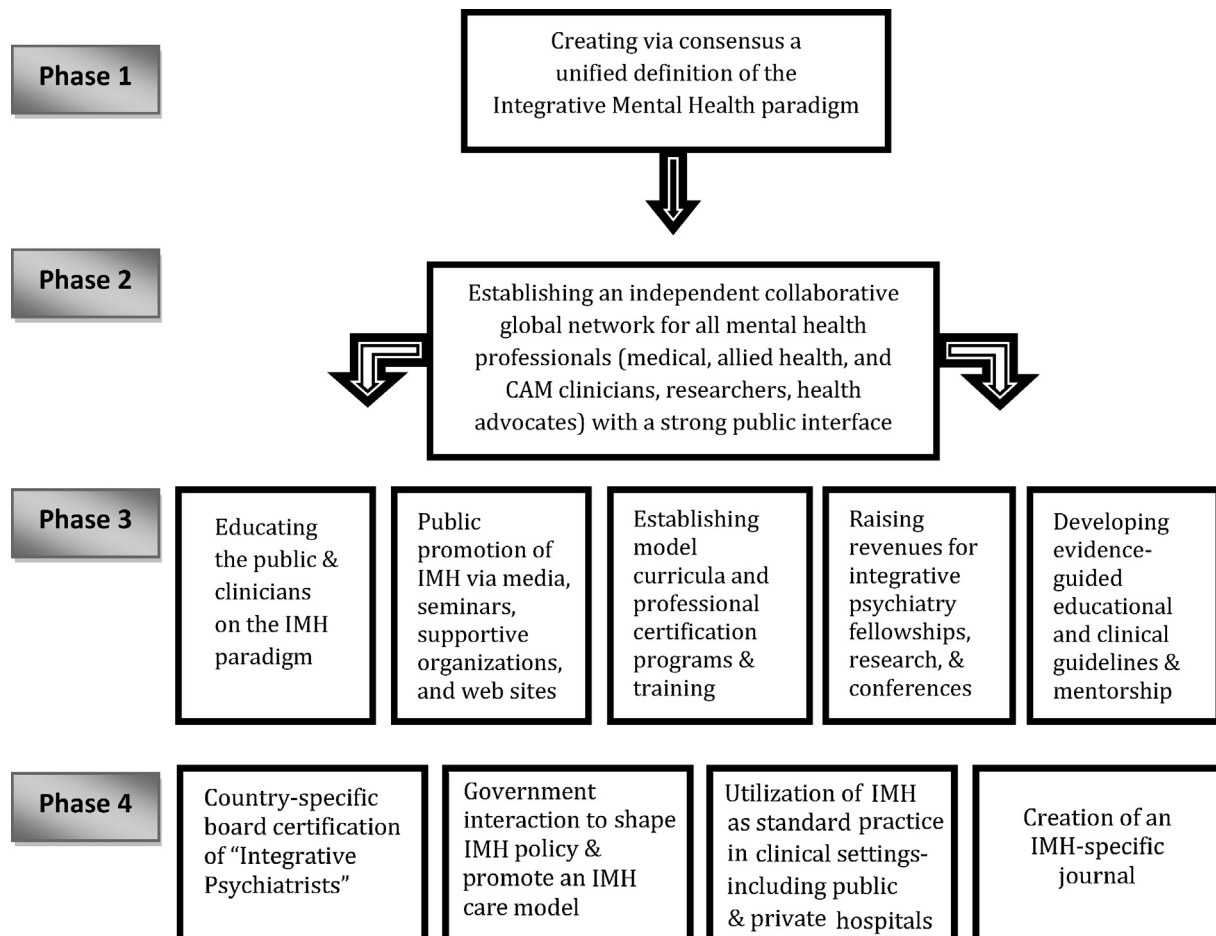 Phase 1
Creating via consensus a
unified definition of the
Integrative Mental Health paradigm
Phase 2
Establishing an independent collaborative
global network for all mental health
professionals (medical, allied health, and
CAM clinicians, researchers, health
advocates) with a strong public interface
Phase 3
Educating
the public &
clinicians
on the IMH
paradigm
Public
promotion of
IMH via media,
seminars,
supportive
organizations,
and web sites
Establishing
model
curricula and
professional
certification
programs &
training
Raising
revenues for
integrative
psychiatry
fellowships,
research, &
conferences
Developing
evidence-
guided
educational
and clinical
guidelines &
mentorship
Phase 4
Country-specific
board certification
of “Integrative
Psychiatrists”
Government
interaction to shape
IMH policy &
promote an IMH
care model
Utilization of IMH
as standard practice
in clinical settings-
including public
& private hospitals
Creation of an
IMH-specific
journal